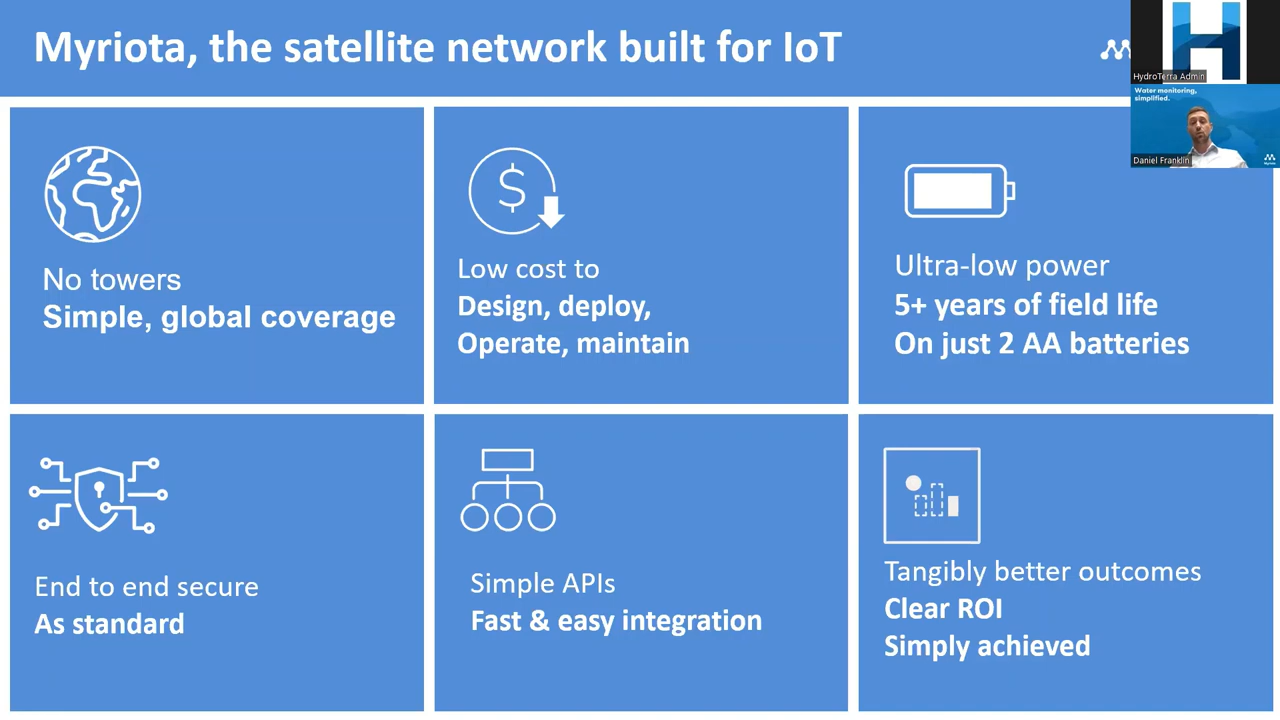 Myriota, the satellite network built for IoT
HydroTerra Admin
Water monitoring,
simplified.
Daniel Franklin
No towers
Simple, global coverage
Low cost to
Design, deploy,
Operate, maintain
Ultra-low power
5+ years of field life
On just 2 AA batteries
End to end secure
As standard
Simple APIs
Fast & easy integration
Tangibly better outcomes
Clear ROI
Simply achieved